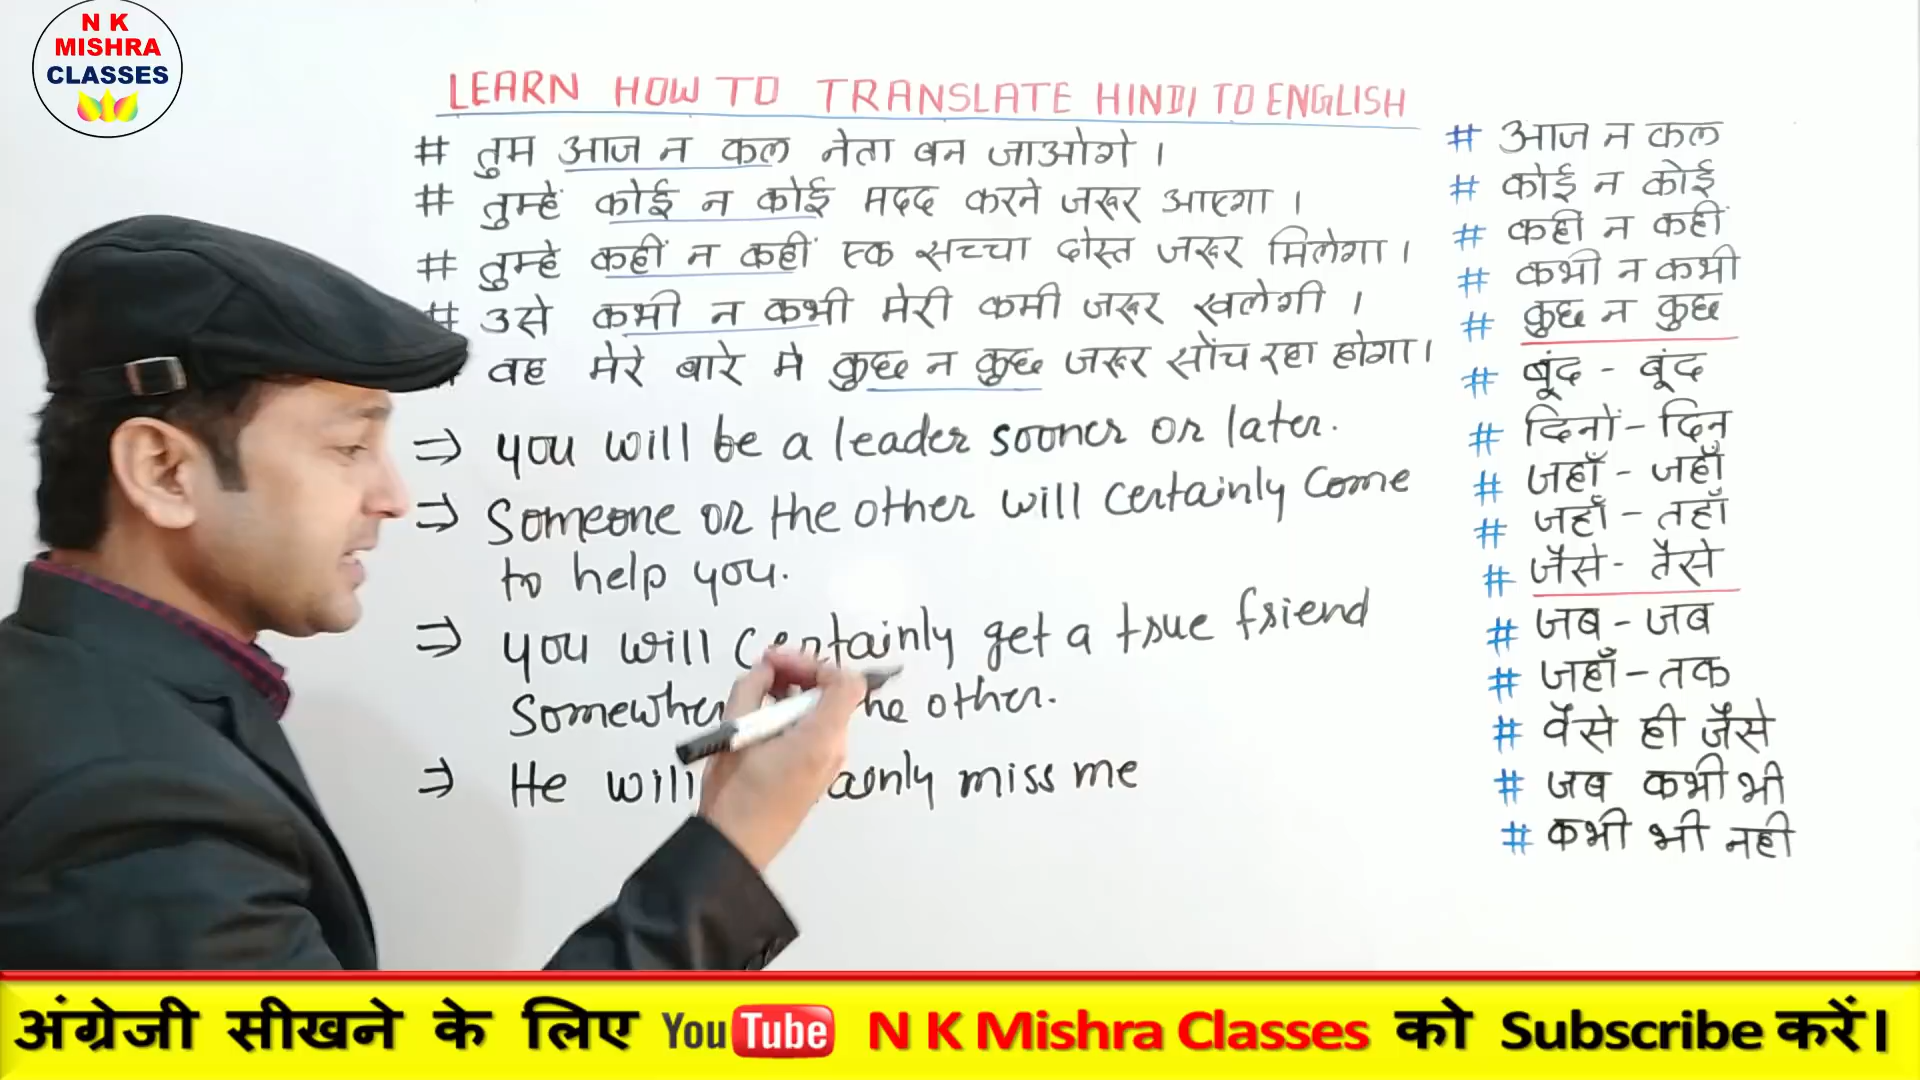 N K
MISHRA
CLASSES
LEARN HOW TO TRANSLATE HINDI TO ENGLISH
# तुम आज न कल नेता बन जाओगे ।
# तुम्हें कोई न कोई मदद करने जरूर आएगा ।
# तुम्हे कहीं न कहीं एक सच्चा दोस्त जरूर मिलेगा ।
# उसे कभी न कभी मेरी कमी जरूर खलेगी ।
वह मेरे बारे मे कुछ न कुछ जरूर सोंच रहा होगा ।
⇒ you will be a leader sooner or later.
⇒ Someone or the other will certainly come
to help you.
⇒ you will certainly get a true friend
the other.
⇒ He will miss me
# आज न कल
# कोई न कोई
# कहीं न कहीं
# कभी न कभी
# कुछ न कुछ
# बूंद - बूंद
# दिनों - दिन
# जहाँ - जहाँ
# जहाँ - तहाँ
# जैसे - तैसे
# जब - जब
# जहाँ - तक
# वैसे ही जैसे
# जब कभी भी
# कभी भी नही
अंग्रेजी सीखने के लिए YouTube N K Mishra Classes को Subscribe करें।